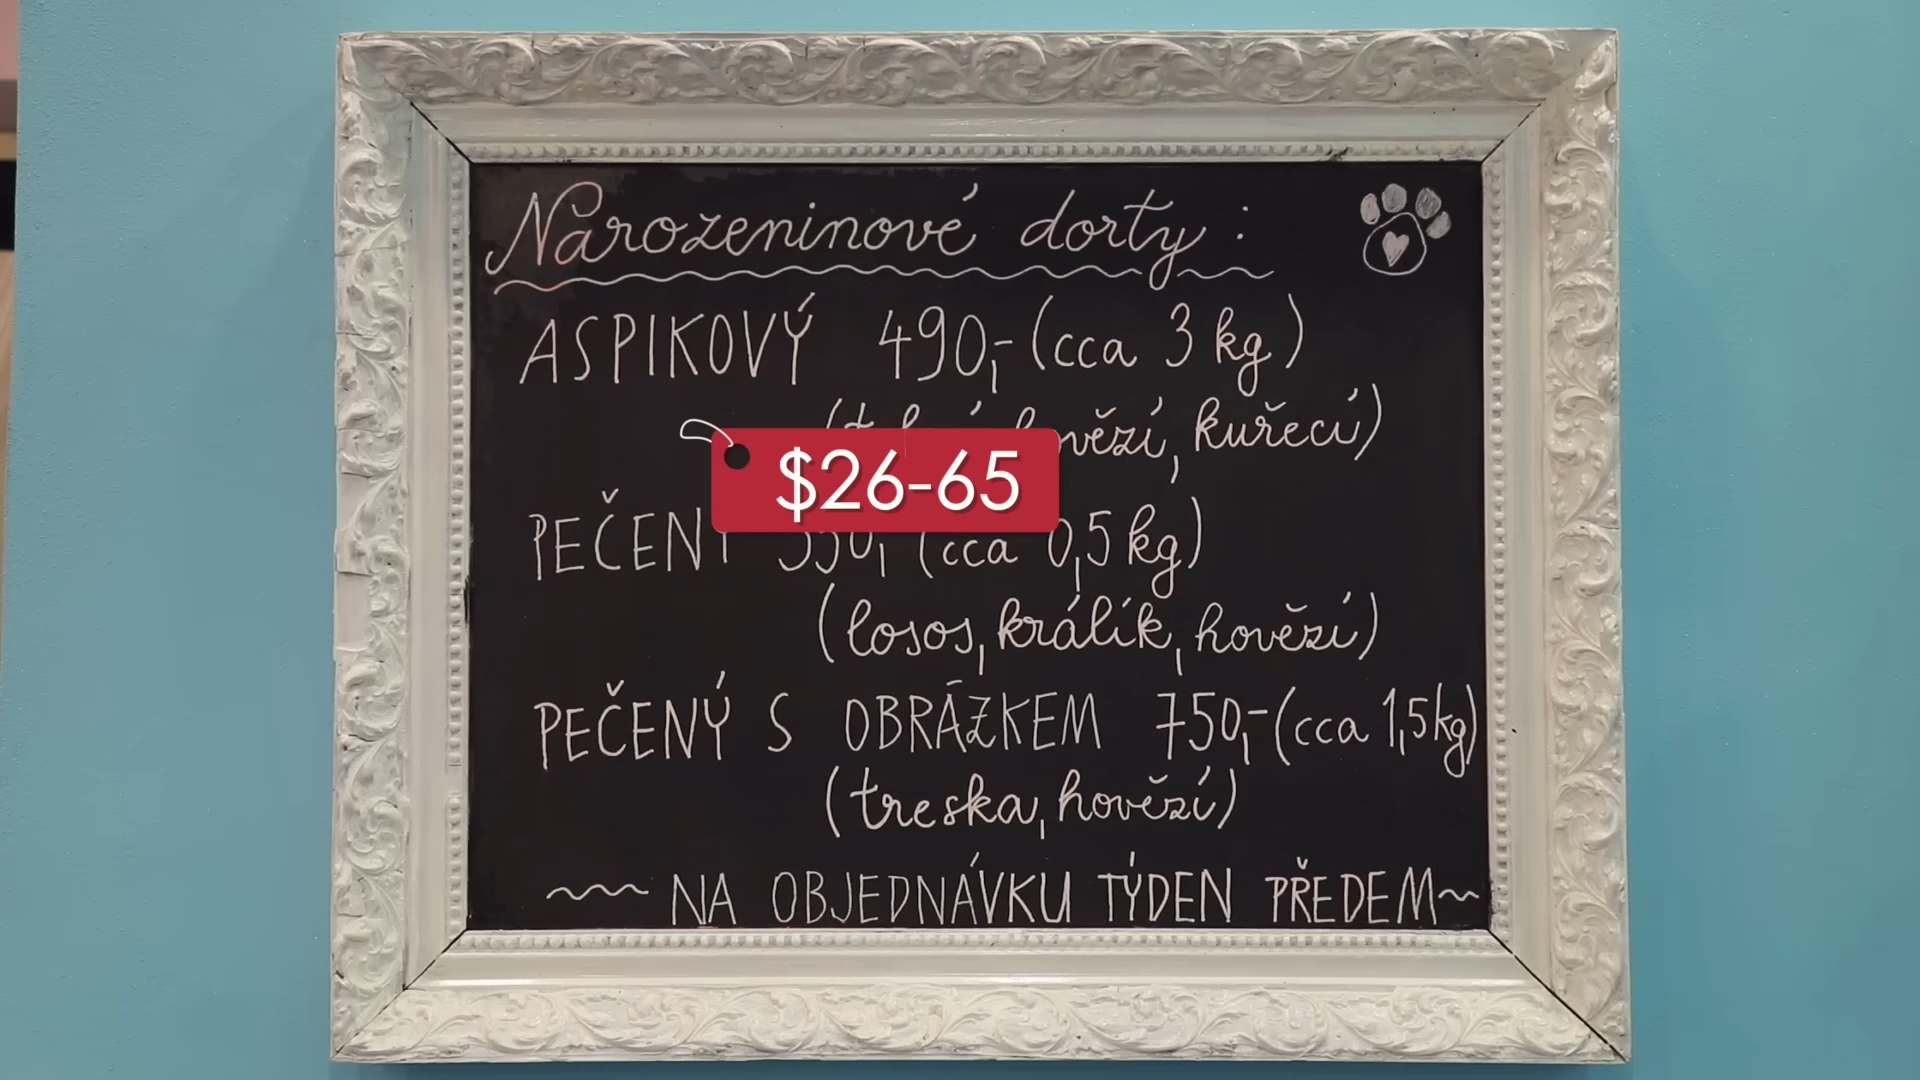 Narozeninové dorty:
ASPIKOVÝ 490,- (cca 3 kg)
hovězí, kuřecí)
$26-65
PEČENÝ (cca 0,5 kg)
(losos, králík, hovězí)
PEČENÝ S OBRÁZKEM 750,- (cca 1,5 kg)
(treska, hovězí)
NA OBJEDNÁVKU TÝDEN PŘEDEM